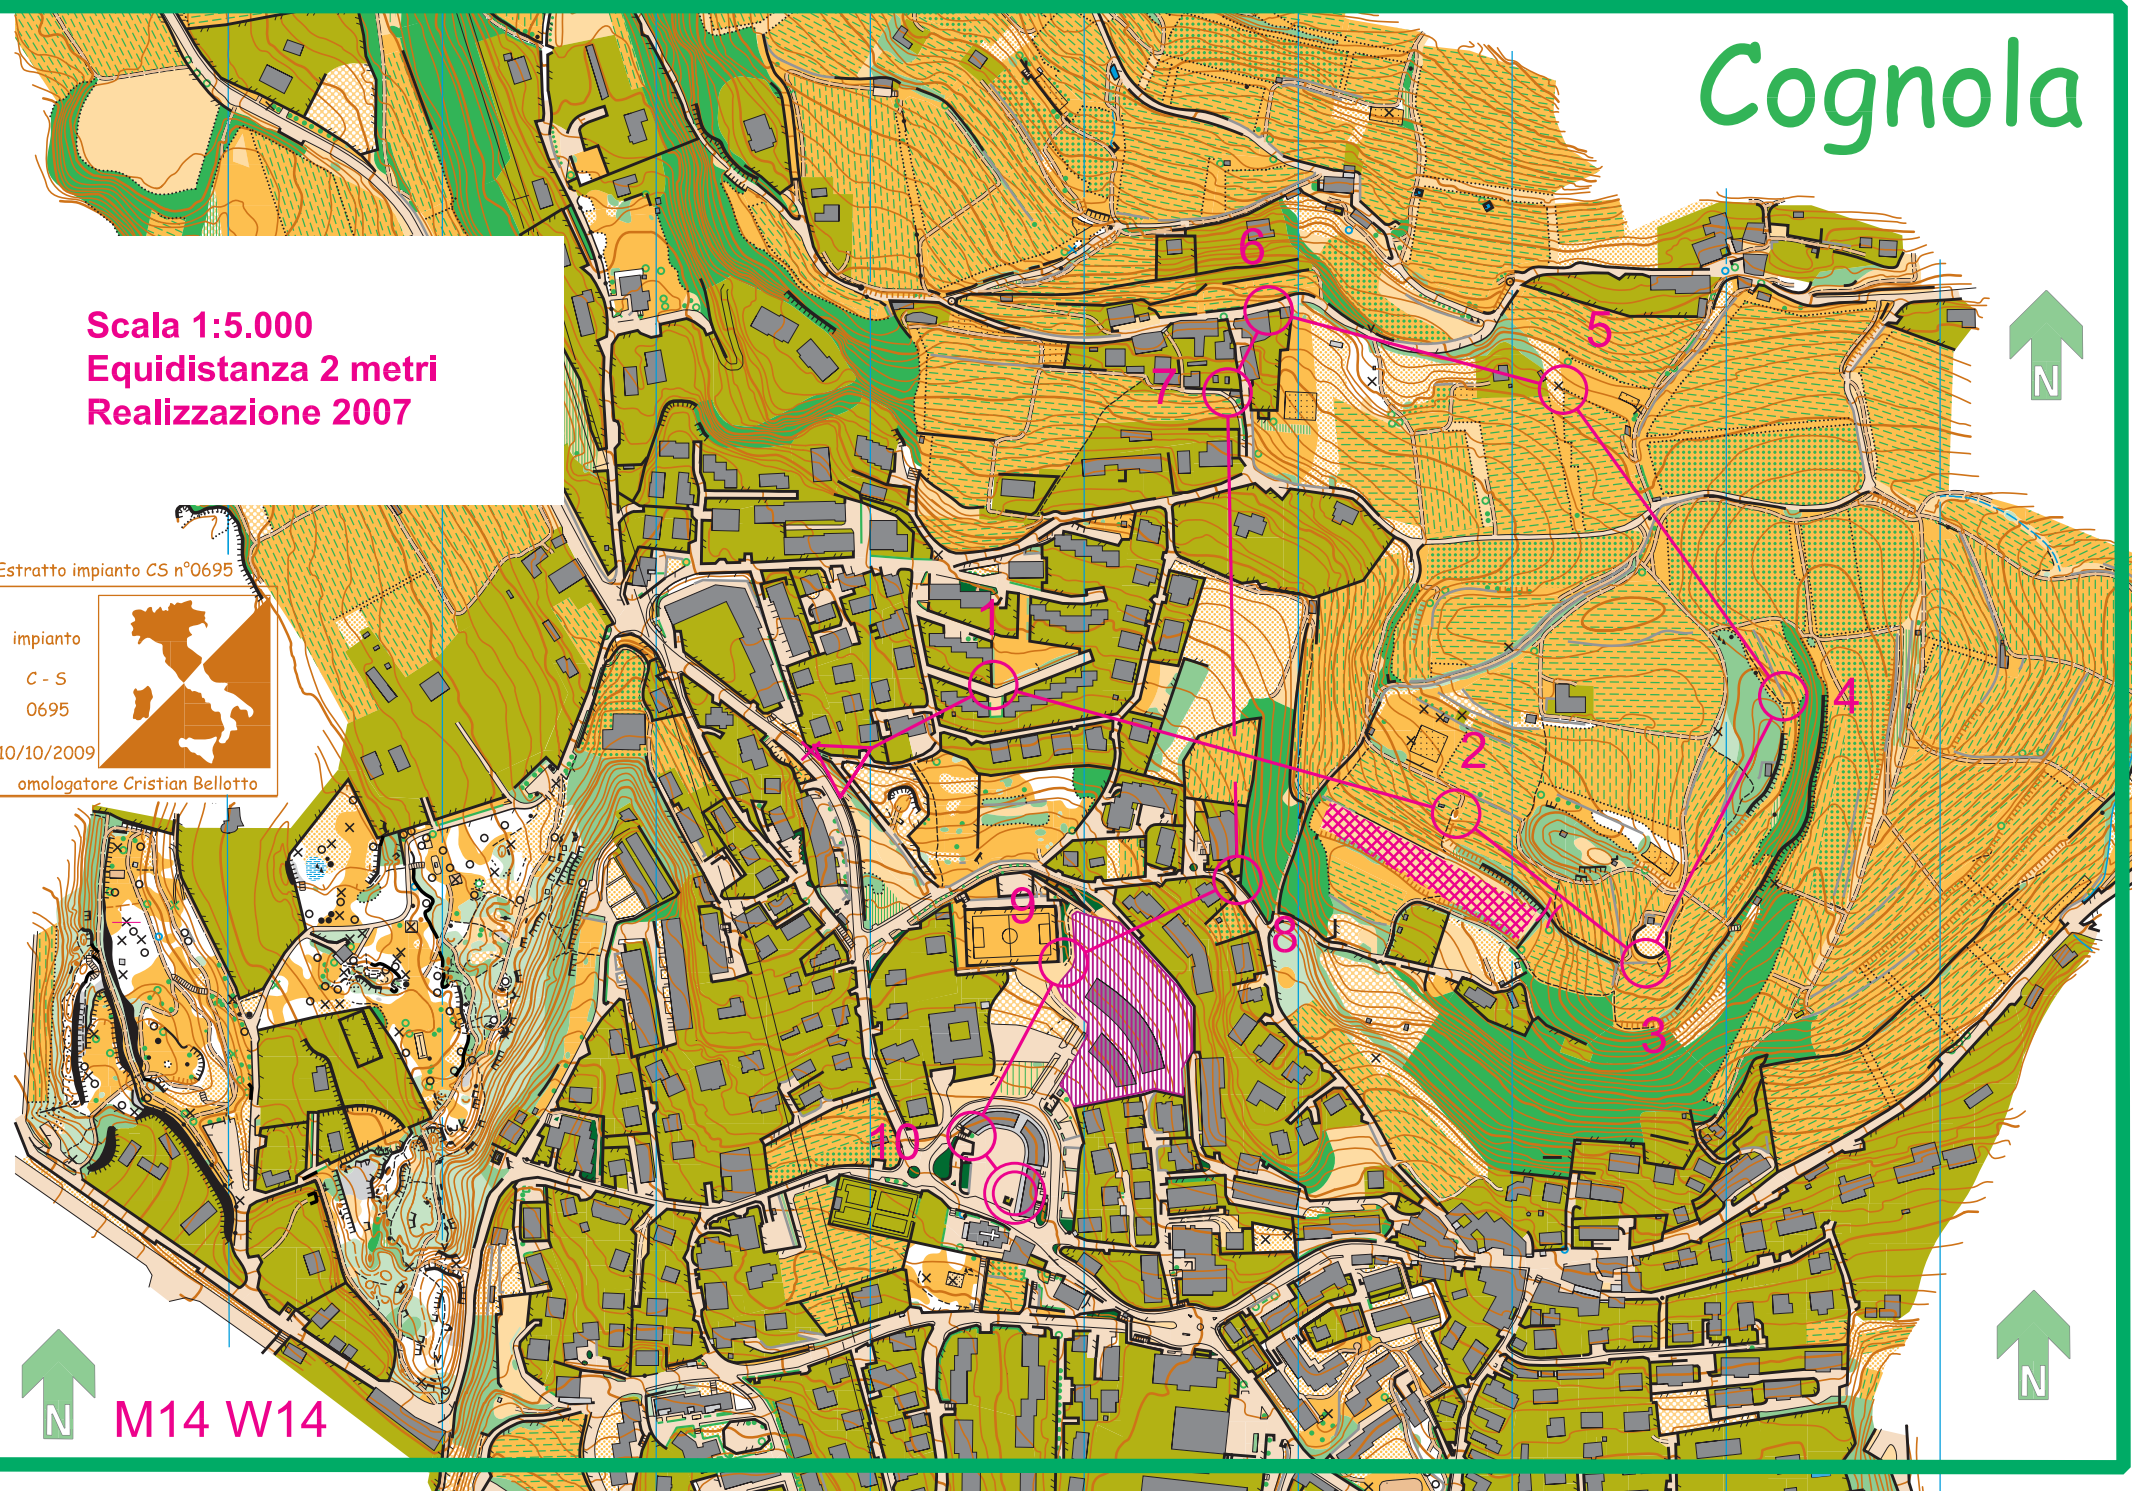 Cognola
Scala 1:5.000
Equidistanza 2 metri
Realizzazione 2007
6
5
N
7
Estratto impianto CS n°0695
impianto
C - S
0695
10/10/2009
omologatore Cristian Bellotto
1
4
2
9
8
3
10
N
N
M14 W14